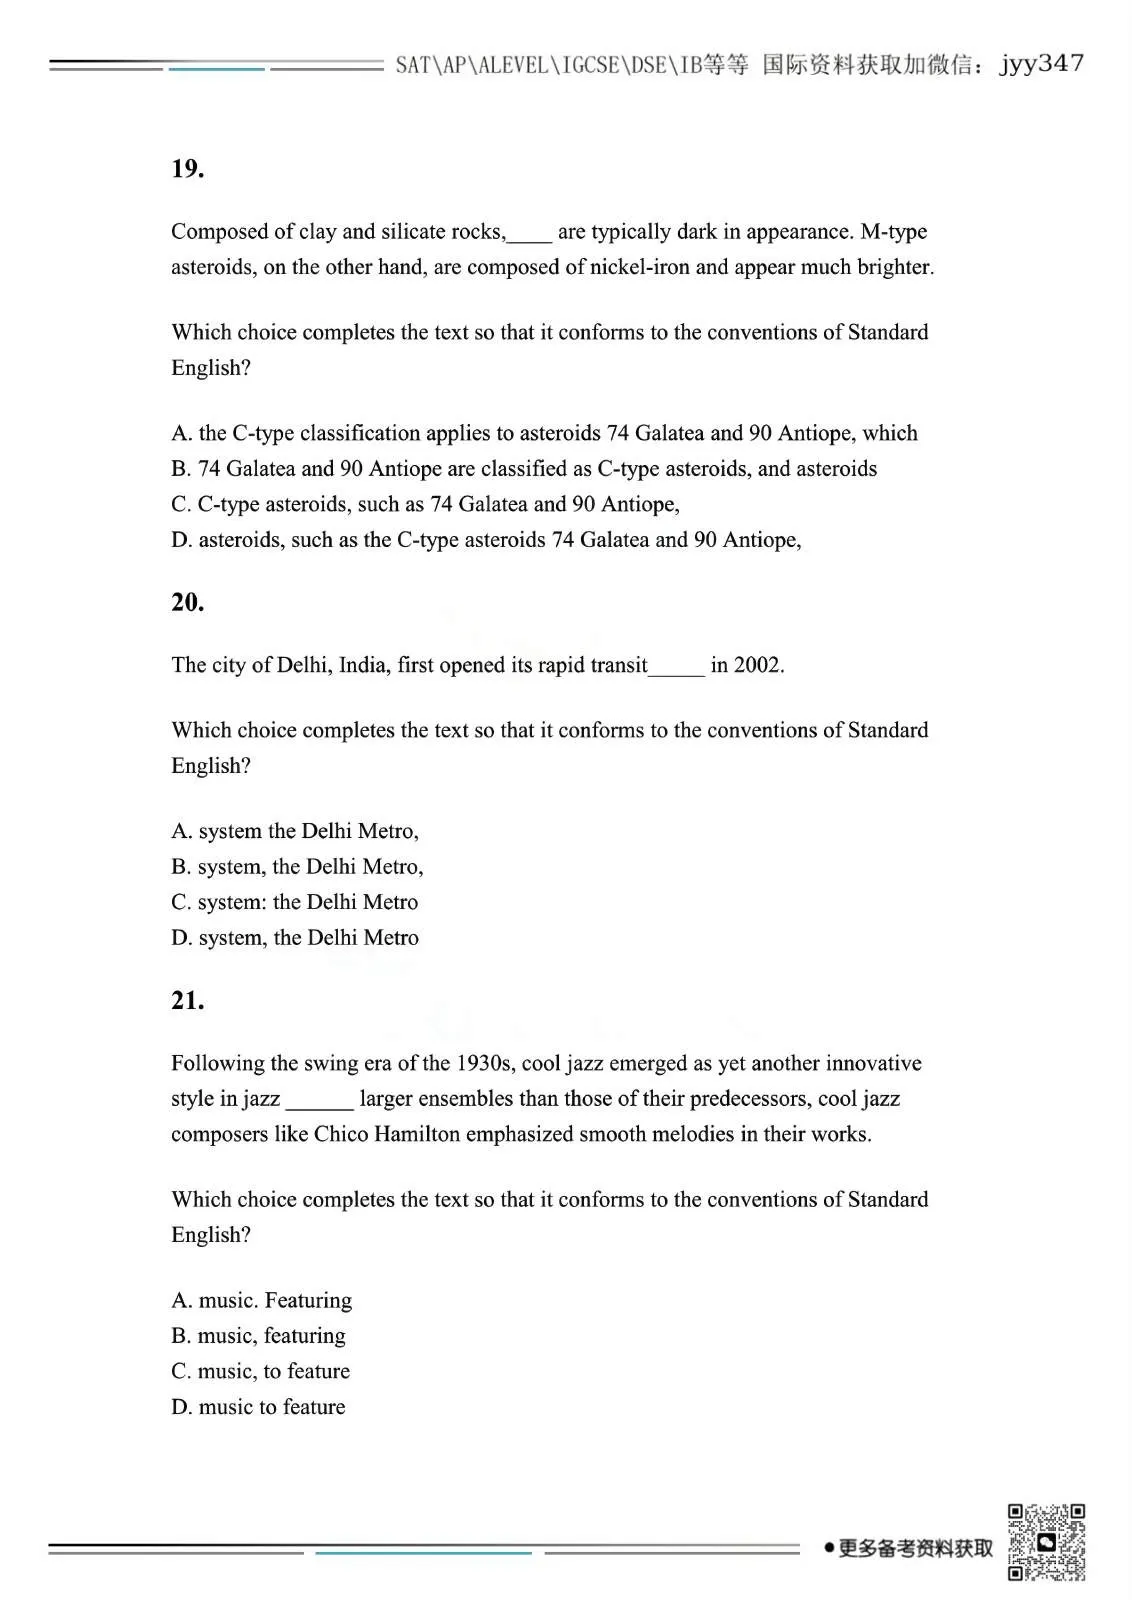 SAT\AP\ALEVEL\IGCSE\DSE\IB等等 国际资料获取加微信: jyy347
19.
Composed of clay and silicate rocks,____ are typically dark in appearance. M-type
asteroids, on the other hand, are composed of nickel-iron and appear much brighter.
Which choice completes the text so that it conforms to the conventions of Standard
English?
A. the C-type classification applies to asteroids 74 Galatea and 90 Antiope, which
B. 74 Galatea and 90 Antiope are classified as C-type asteroids, and asteroids
C. C-type asteroids, such as 74 Galatea and 90 Antiope,
D. asteroids, such as the C-type asteroids 74 Galatea and 90 Antiope,
20.
The city of Delhi, India, first opened its rapid transit_____ in 2002.
Which choice completes the text so that it conforms to the conventions of Standard
English?
A. system the Delhi Metro,
B. system, the Delhi Metro,
C. system: the Delhi Metro
D. system, the Delhi Metro
21.
Following the swing era of the 1930s, cool jazz emerged as yet another innovative
style in jazz ______ larger ensembles than those of their predecessors, cool jazz
composers like Chico Hamilton emphasized smooth melodies in their works.
Which choice completes the text so that it conforms to the conventions of Standard
English?
A. music. Featuring
B. music, featuring
C. music, to feature
D. music to feature
●更多备考资料获取